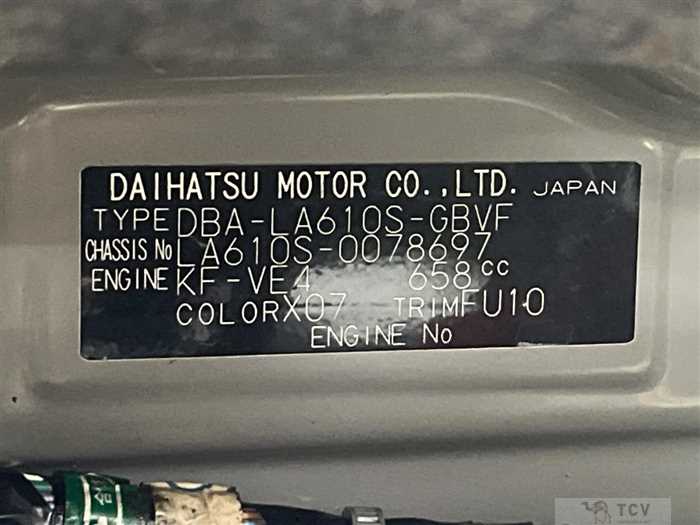 DAIHATSU MOTOR CO.,LTD. JAPAN
TYPE DBA-LA610S-GBVF
CHASSIS No LA610S-0078697
ENGINE KF-VE4 658cc
COLOR X07 TRIM FU10
ENGINE No
TCV